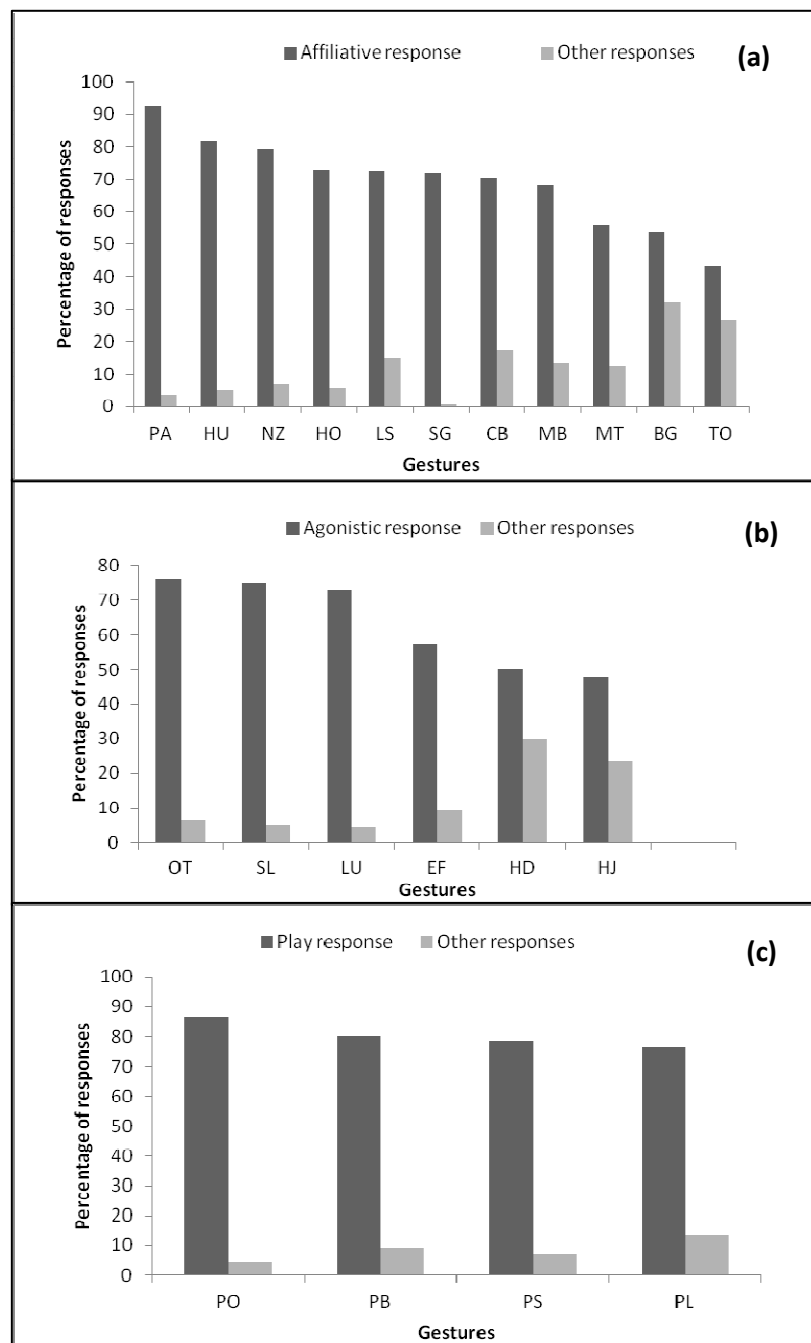 Affiliative response Other responses (a)
100
90
80
70
60
50
40
30
20
10
0
Percentage of responses
PA HU NZ HO LS SG CB MB MT BG TO
Gestures
Agonistic response Other responses (b)
80
70
60
50
40
30
20
10
0
Percentage of responses
OT SL LU EF HD HJ
Gestures
Play response Other responses (c)
100
90
80
70
60
50
40
30
20
10
0
Percentage of responses
PO PB PS PL
Gestures